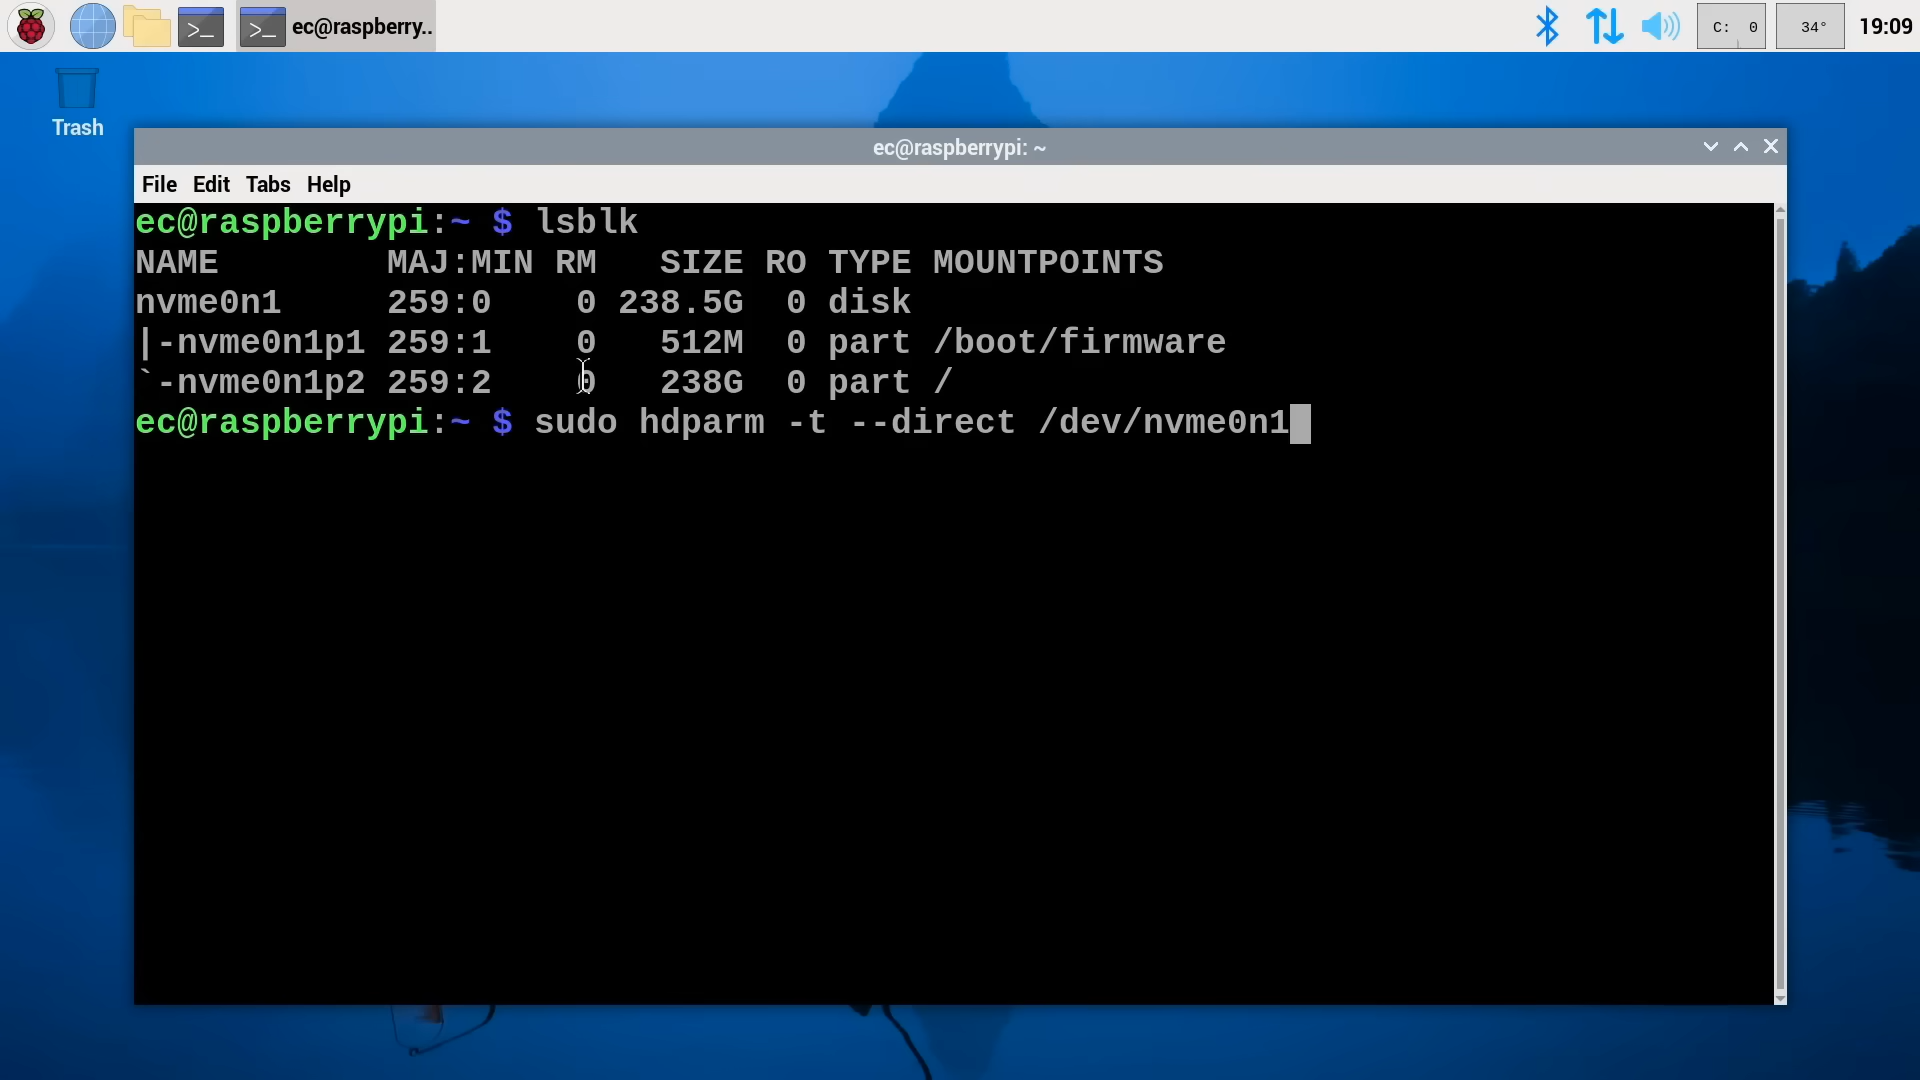 >_ >_ ec@raspberry.. C: 0 34° 19:09
Trash
ec@raspberrypi: ~
File Edit Tabs Help
ec@raspberrypi:~ $ lsblk
NAME        MAJ:MIN RM   SIZE RO TYPE MOUNTPOINTS
nvme0n1     259:0    0 238.5G  0 disk
|-nvme0n1p1 259:1    0   512M  0 part /boot/firmware
`-nvme0n1p2 259:2    0   238G  0 part /
ec@raspberrypi:~ $ sudo hdparm -t --direct /dev/nvme0n1